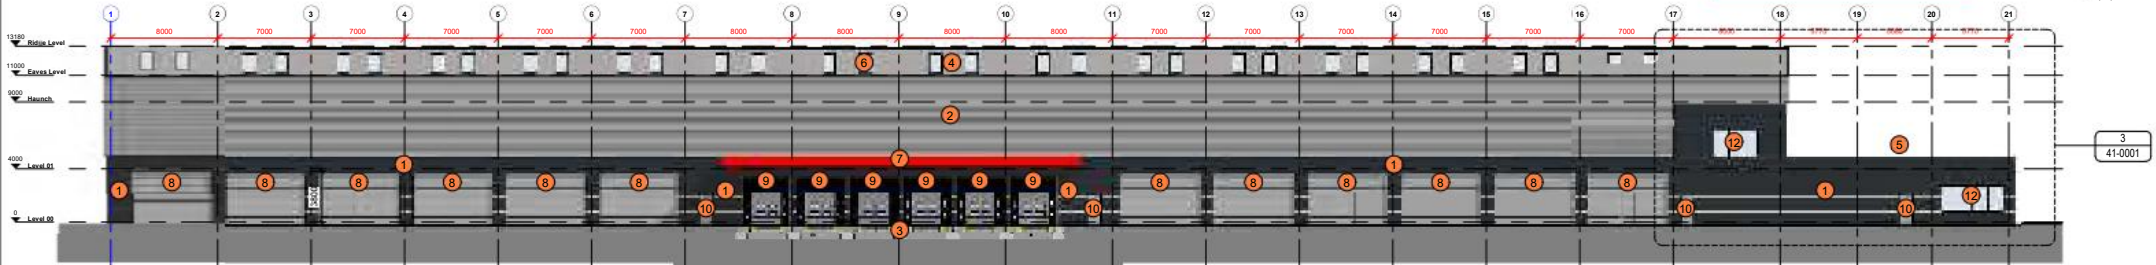 1 2 3 4 5 6 7 8 9 10 11 12 13 14 15 16 17 18 19 20 21
8000 7000 7000 7000 7000 7000 8000 8000 8000 8000 7000 7000 7000 7000 7000 7000
13180 Ridge Level
6 4
11000 Eaves Level
9000 Haunch
2
12 5
3
41-0001
4000 Level 01
1 7 1
1 8 8 8 8 8 8 1 9 9 9 9 9 9 1 8 8 8 8 8 8 1 12
3800
10 10 10 10
0 Level 00
3